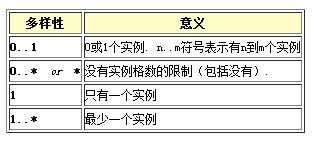 多样性 意义
0..1 0或1个实例. n..m符号表示有n到m个实例
0..* or * 没有实例格数的限制（包括没有）.
1 只有一个实例
1..* 最少一个实例